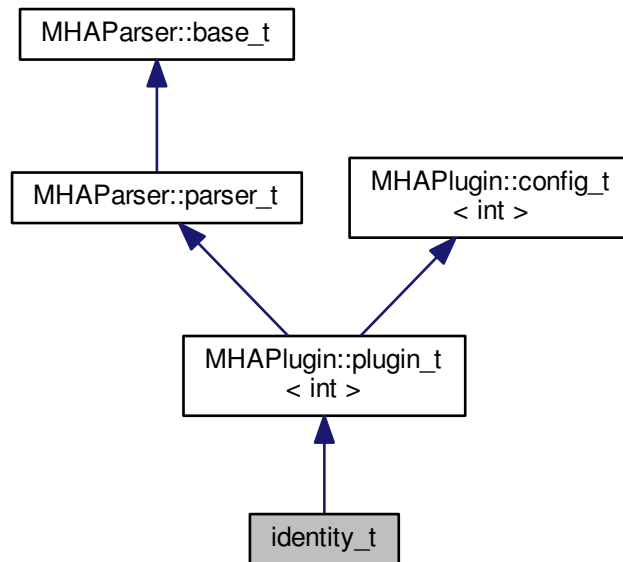 MHAParser::base_t
MHAParser::parser_t
MHAPlugin::config_t
< int >
MHAPlugin::plugin_t
< int >
identity_t